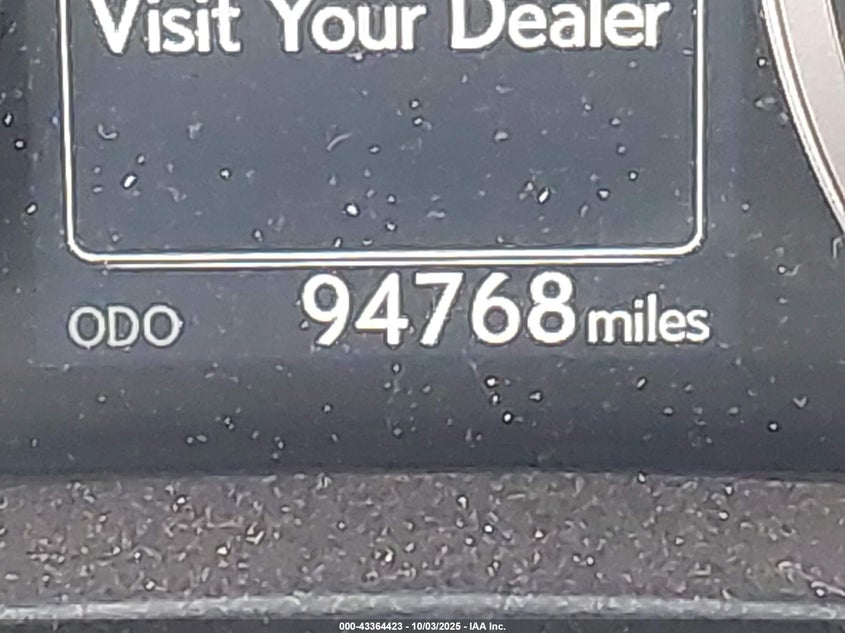 Visit Your Dealer
ODO 94768 miles
000-43364423 - 10/03/2025 - IAA Inc.